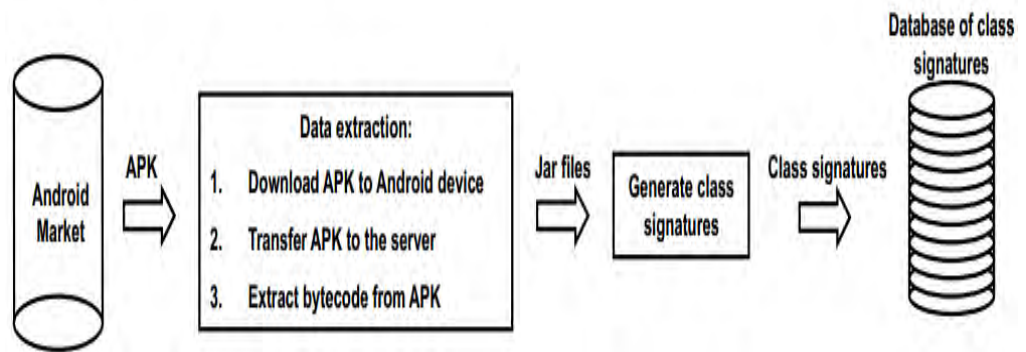 Database of class
signatures
Android
Market
APK
Data extraction:
1. Download APK to Android device
2. Transfer APK to the server
3. Extract bytecode from APK
Jar files
Generate class
signatures
Class signatures